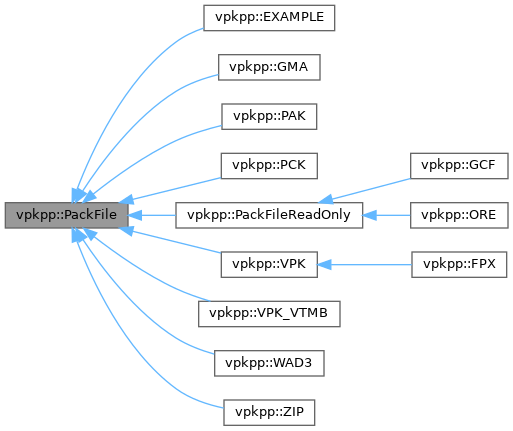 vpkpp::EXAMPLE
vpkpp::GMA
vpkpp::PAK
vpkpp::PCK
vpkpp::GCF
vpkpp::PackFile
vpkpp::PackFileReadOnly
vpkpp::ORE
vpkpp::VPK
vpkpp::FPX
vpkpp::VPK_VTMB
vpkpp::WAD3
vpkpp::ZIP